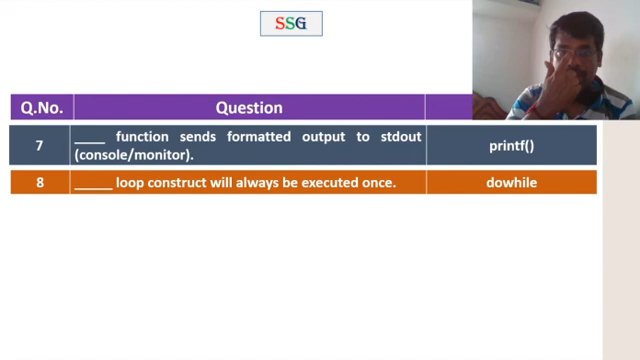 SSG
Q.No. Question
7 ____ function sends formatted output to stdout (console/monitor). printf()
8 _____ loop construct will always be executed once. dowhile